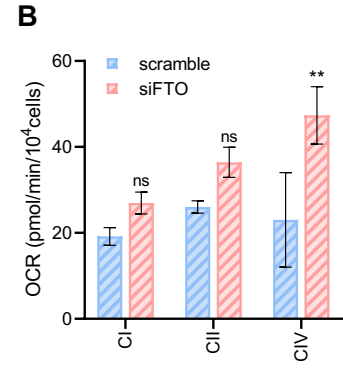 B
scramble
siFTO
OCR (pmol/min/10⁴cells)
60
40
20
0
ns
ns
**
CI
CII
CIV